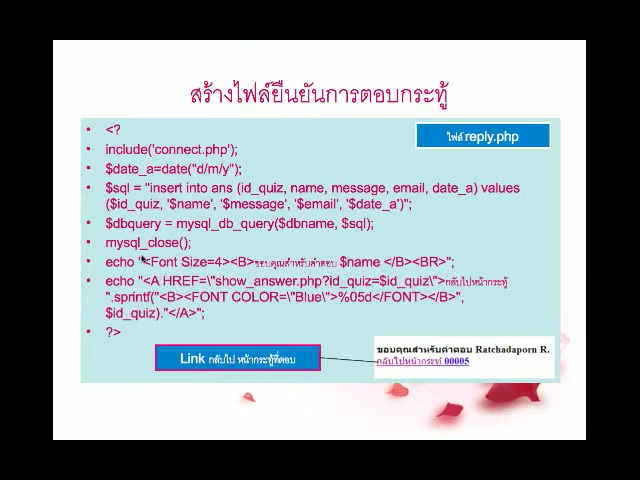 สร้างไฟล์ยืนยันการตอบกระทู้
ไฟล์ reply.php
• <?
• include('connect.php');
• $date_a=date("d/m/y");
• $sql = "insert into ans (id_quiz, name, message, email, date_a) values
($id_quiz, '$name', '$message', '$email', '$date_a')";
• $dbquery = mysql_db_query($dbname, $sql);
• mysql_close();
• echo "<Font Size=4><B>ขอบคุณสำหรับคำตอบ $name </B><BR>";
• echo "<A HREF=\"show_answer.php?id_quiz=$id_quiz\">กลับไปหน้ากระทู้
".sprintf("<B><FONT COLOR=\"Blue\">%05d</FONT></B>",
$id_quiz)."</A>";
• ?>
Link กลับไป หน้ากระทู้ที่ตอบ
ขอบคุณสำหรับคำตอบ Ratchadaporn R.
กลับไปหน้ากระทู้ 00005